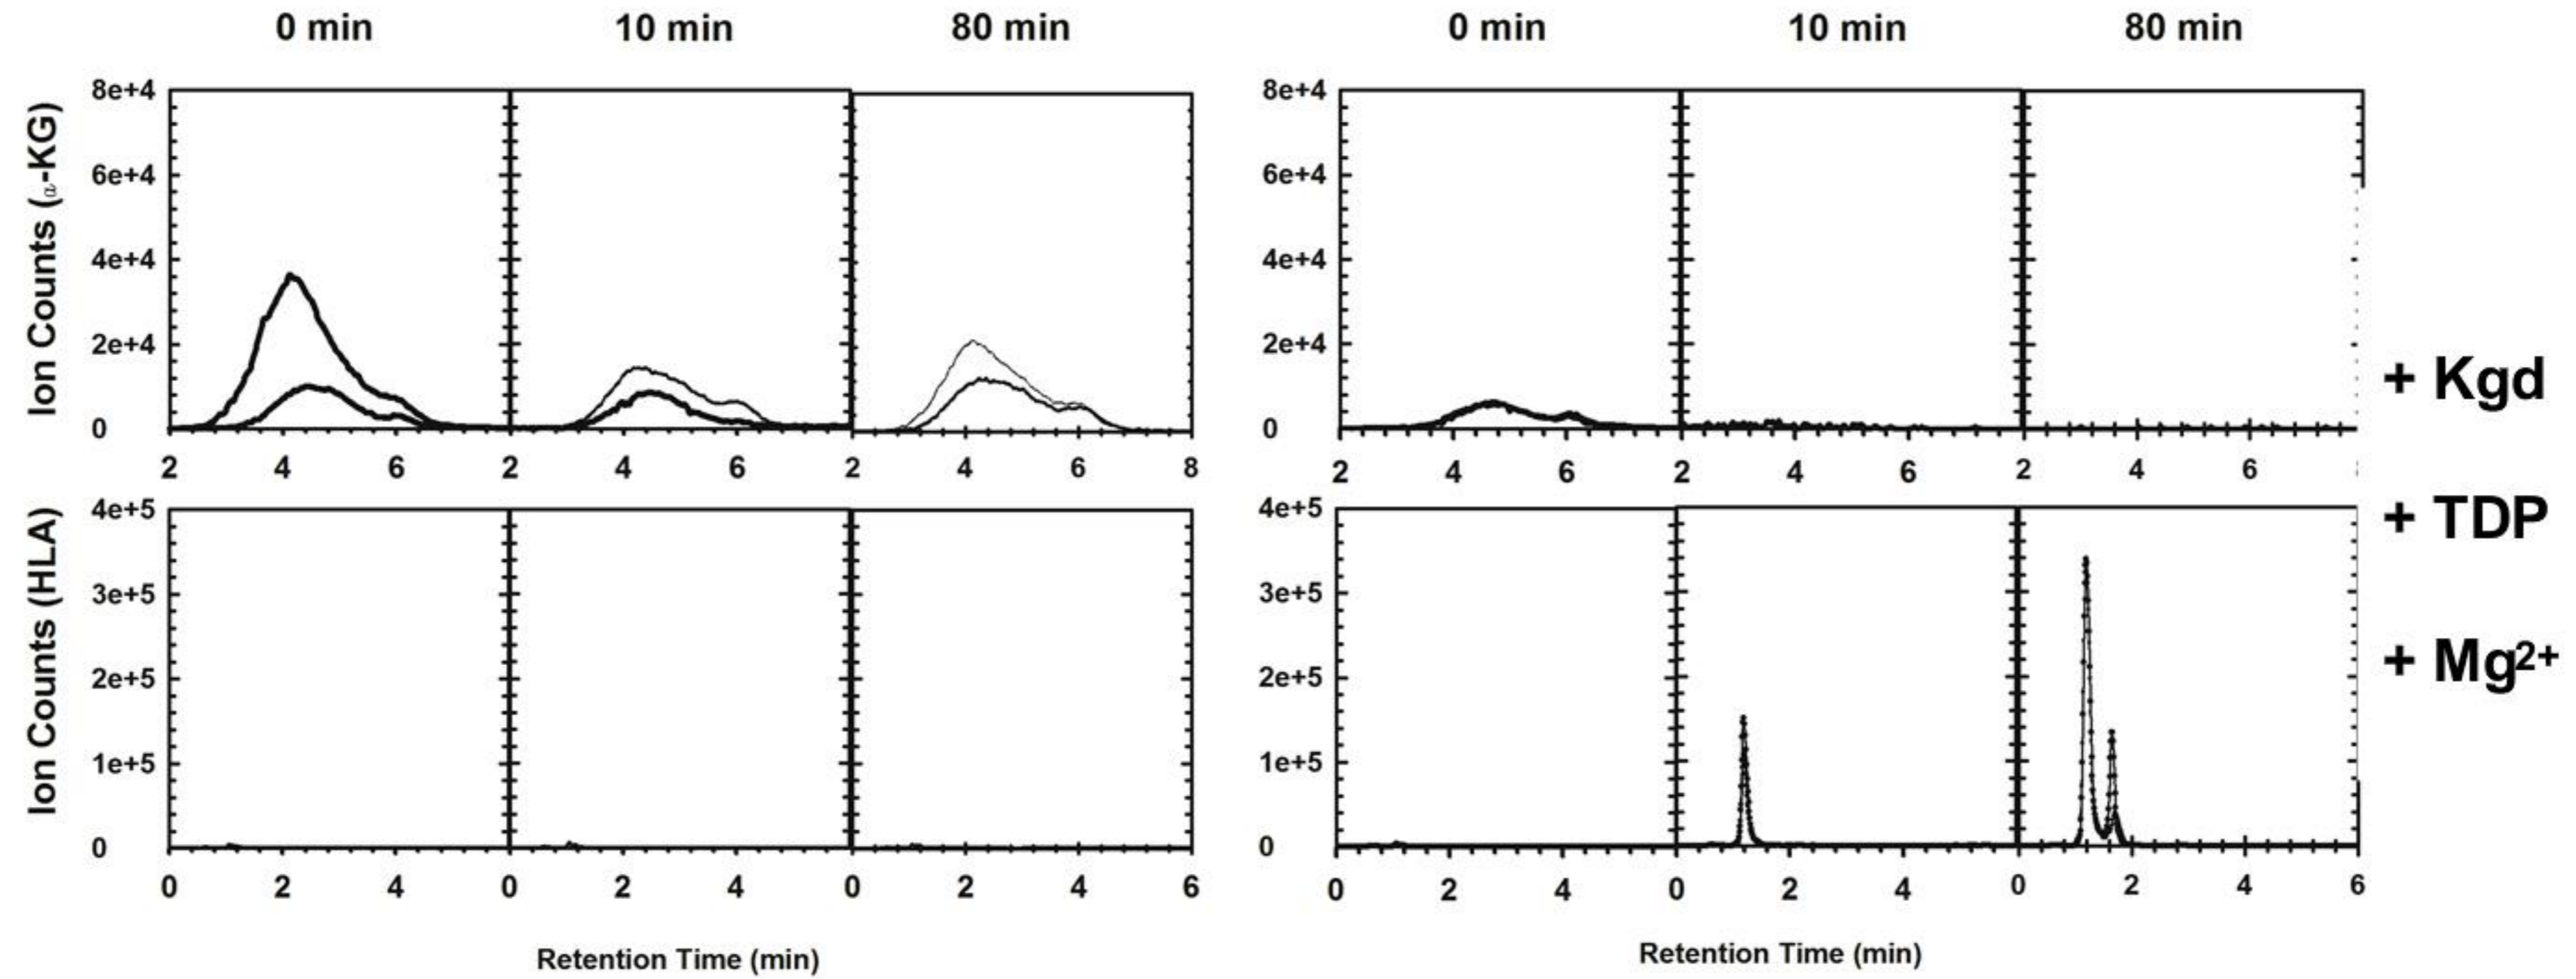 0 min 10 min 80 min 0 min 10 min 80 min
Ion Counts (α-KG)
8e+4
6e+4
4e+4
2e+4
0
2 4 6 2 4 6 2 4 6 8
8e+4
6e+4
4e+4
2e+4
0
2 4 6 2 4 6 2 4 6
Ion Counts (HLA)
4e+5
3e+5
2e+5
1e+5
0
0 2 4 0 2 4 0 2 4 6
Retention Time (min)
4e+5
3e+5
2e+5
1e+5
0
0 2 4 0 2 4 0 2 4 6
Retention Time (min)
+ Kgd
+ TDP
+ Mg²⁺